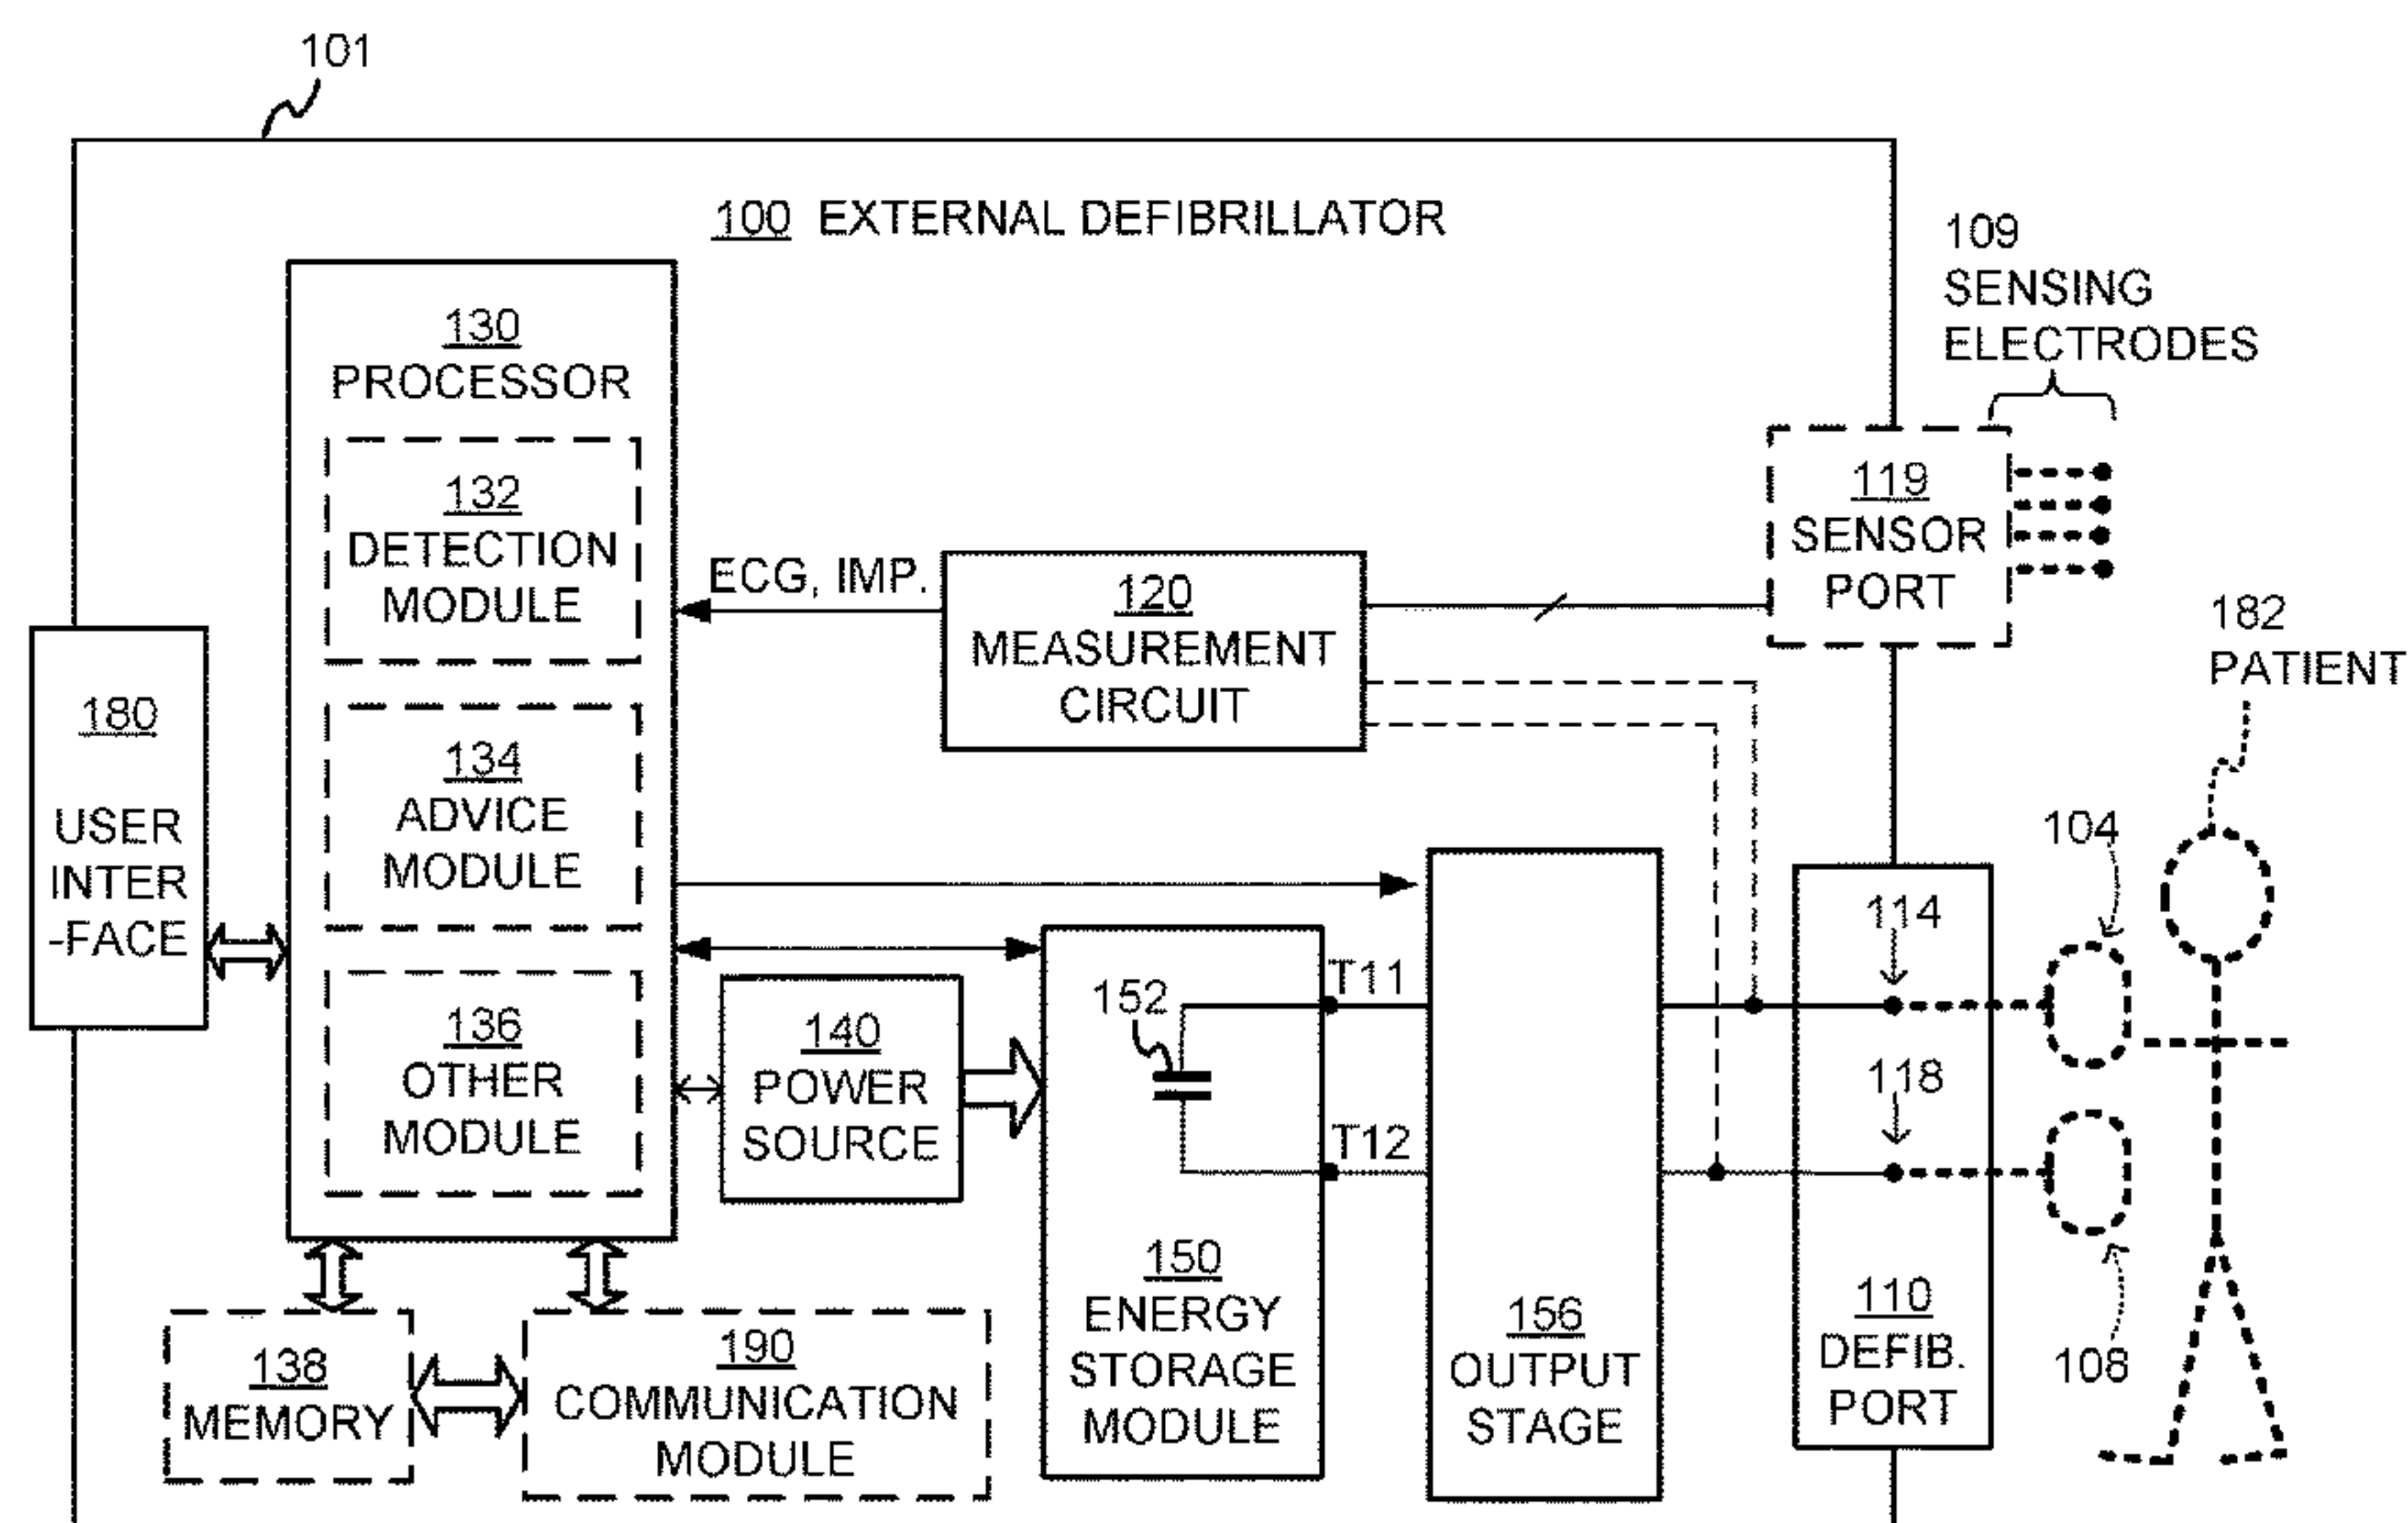 101
100 EXTERNAL DEFIBRILLATOR
109
SENSING
ELECTRODES
130
PROCESSOR
132
DETECTION
MODULE
134
ADVICE
MODULE
136
OTHER
MODULE
180
USER
INTER
-FACE
ECG, IMP.
120
MEASUREMENT
CIRCUIT
119
SENSOR
PORT
182
PATIENT
104
114
118
108
110
DEFIB.
PORT
140
POWER
SOURCE
152
T11
T12
150
ENERGY
STORAGE
MODULE
156
OUTPUT
STAGE
138
MEMORY
190
COMMUNICATION
MODULE